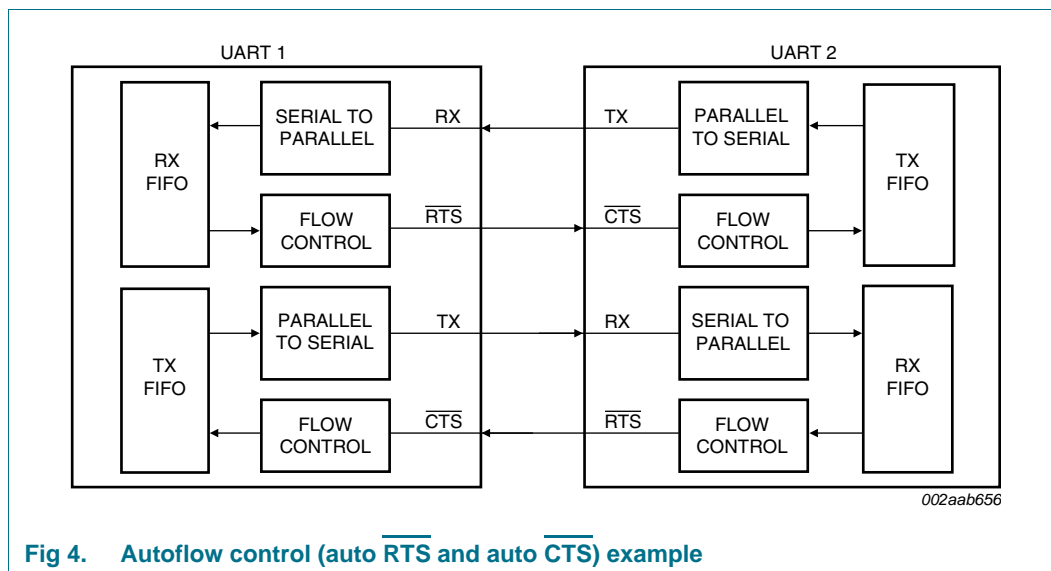 UART 1
UART 2
RX
FIFO
SERIAL TO
PARALLEL
RX
TX
PARALLEL
TO SERIAL
TX
FIFO
FLOW
CONTROL
RTS
CTS
FLOW
CONTROL
TX
FIFO
PARALLEL
TO SERIAL
TX
RX
SERIAL TO
PARALLEL
RX
FIFO
FLOW
CONTROL
CTS
RTS
FLOW
CONTROL
002aab656
Fig 4. Autoflow control (auto RTS and auto CTS) example